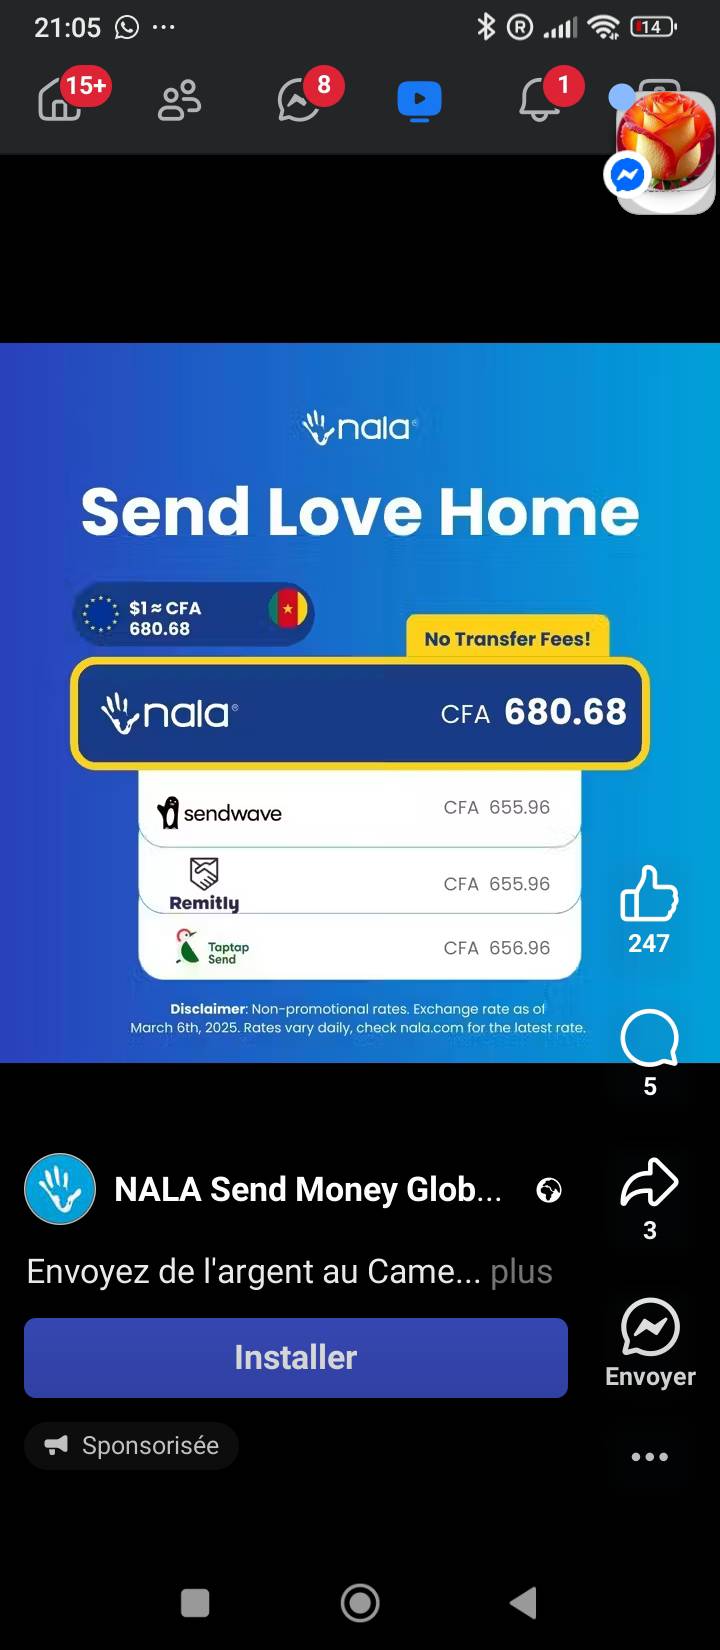 21:05
R
14
15+
8
1
nala®
Send Love Home
$1 ≈ CFA
680.68
No Transfer Fees!
nala®
CFA 680.68
sendwave
CFA 655.96
Remitly
CFA 655.96
Taptap
Send
CFA 656.96
Disclaimer: Non-promotional rates. Exchange rate as of
March 6th, 2025. Rates vary daily, check nala.com for the latest rate.
247
5
NALA Send Money Glob...
3
Envoyez de l'argent au Came... plus
Installer
Envoyer
Sponsorisée